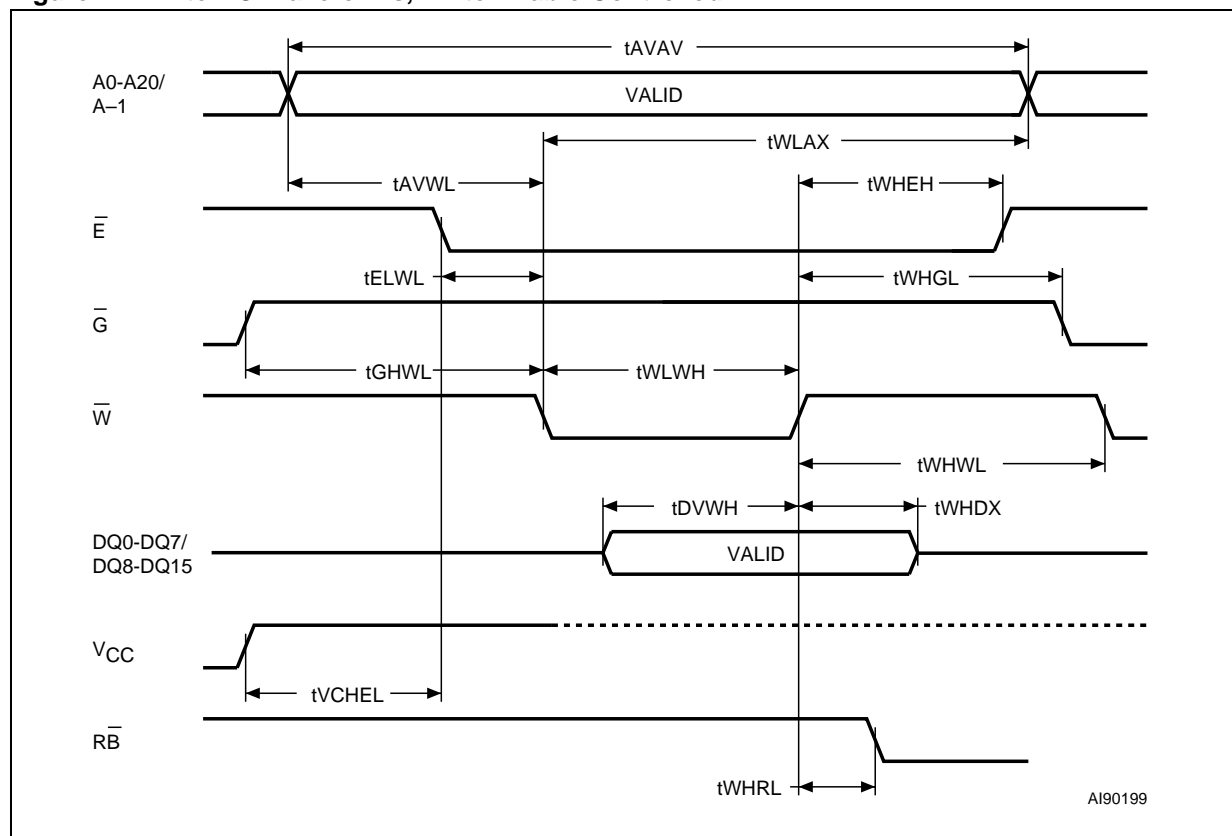 tAVAV
A0-A20/
A–1
VALID
tWLAX
tAVWL
tWHEH
E̅
tELWL
tWHGL
G̅
tGHWL
tWLWH
W̅
tWHWL
tDVWH
tWHDX
DQ0-DQ7/
DQ8-DQ15
VALID
VCC
tVCHEL
RB̅
tWHRL
AI90199